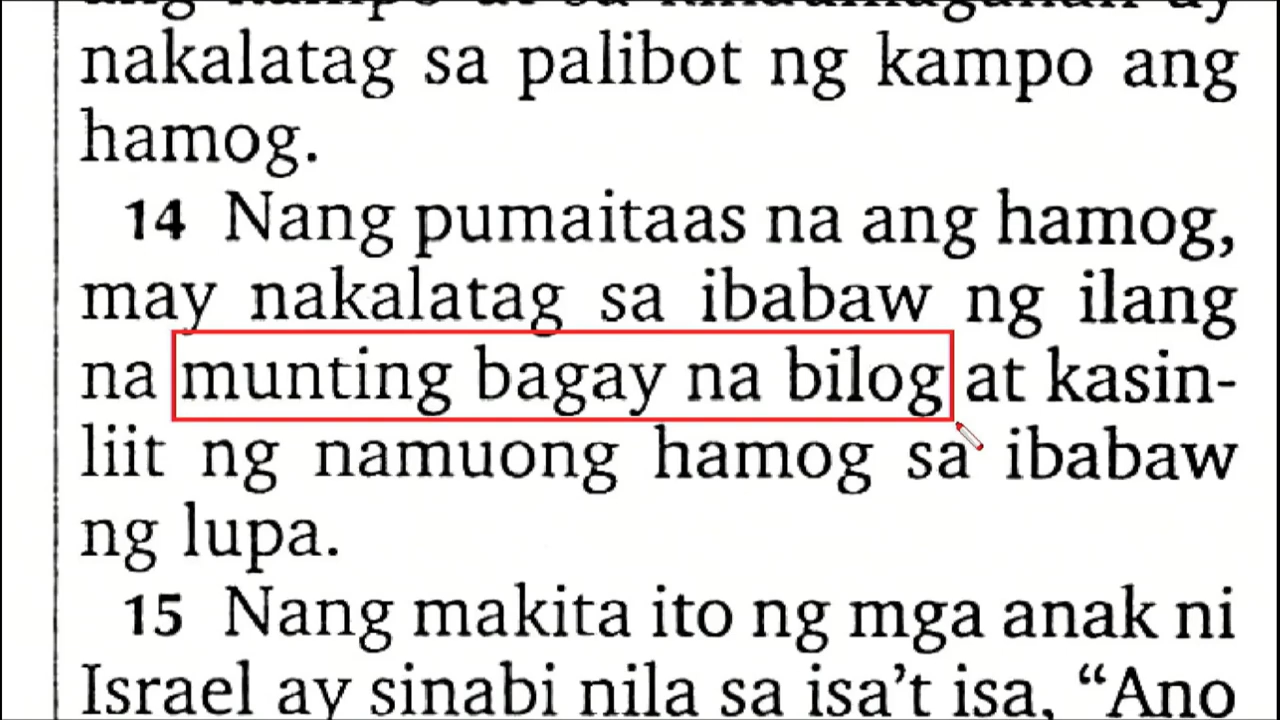 nakalatag sa palibot ng kampo ang
hamog.
14 Nang pumaitaas na ang hamog,
may nakalatag sa ibabaw ng ilang
na munting bagay na bilog at kasin-
liit ng namuong hamog sa ibabaw
ng lupa.
15 Nang makita ito ng mga anak ni
Israel ay sinabi nila sa isa't isa, “Ano